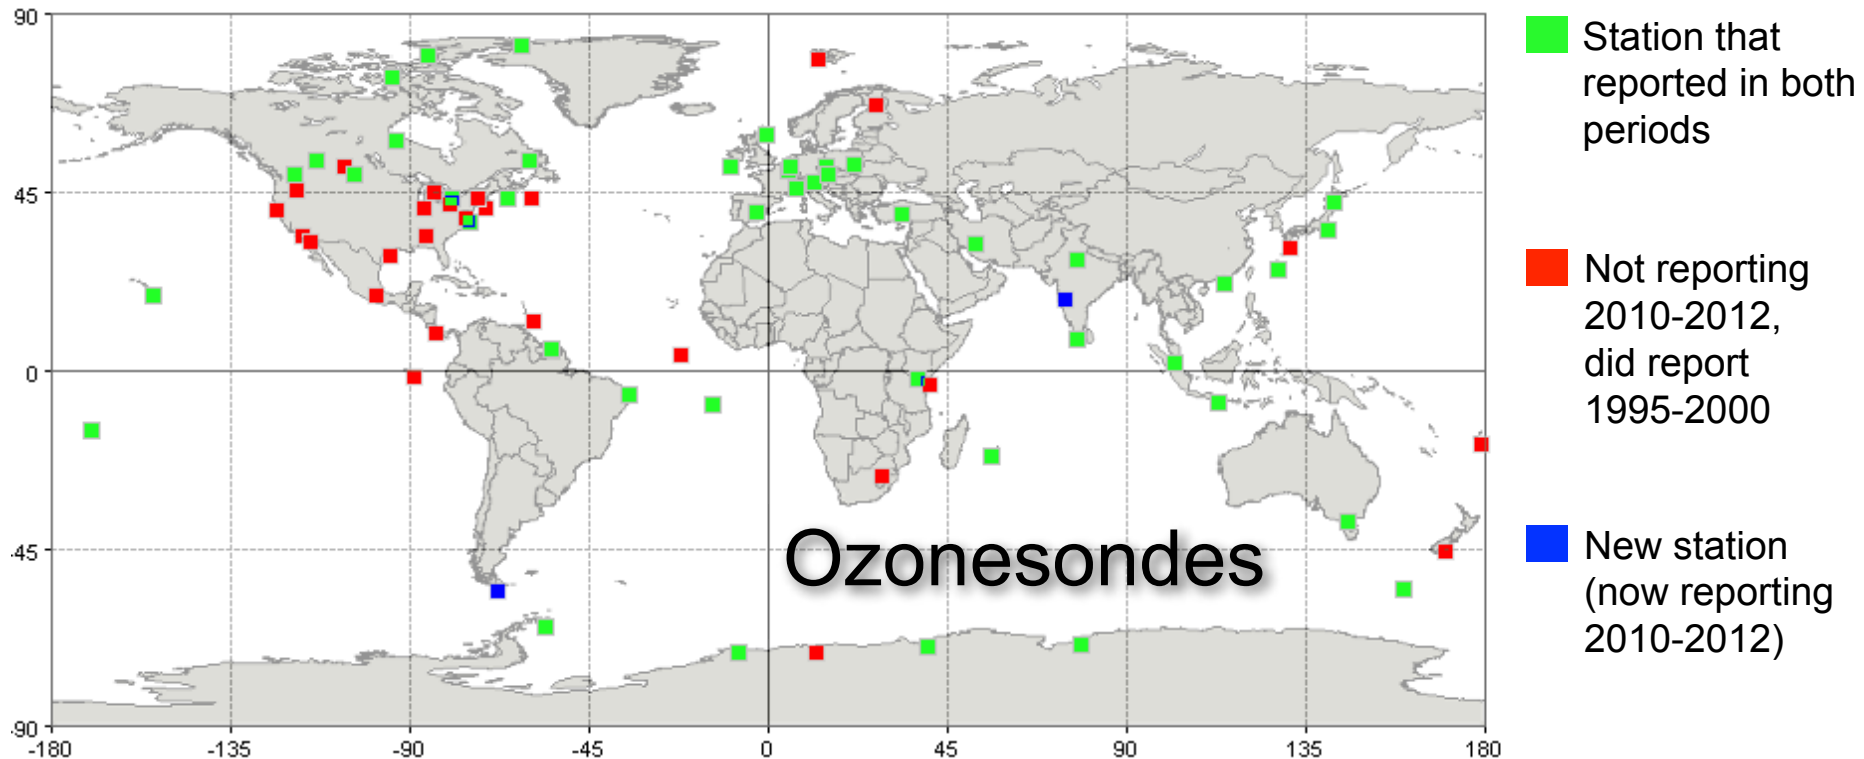 90
45
0
-45
-90
-180
-135
-90
-45
0
45
90
135
180
Ozonesondes
Station that
reported in both
periods
Not reporting
2010-2012,
did report
1995-2000
New station
(now reporting
2010-2012)